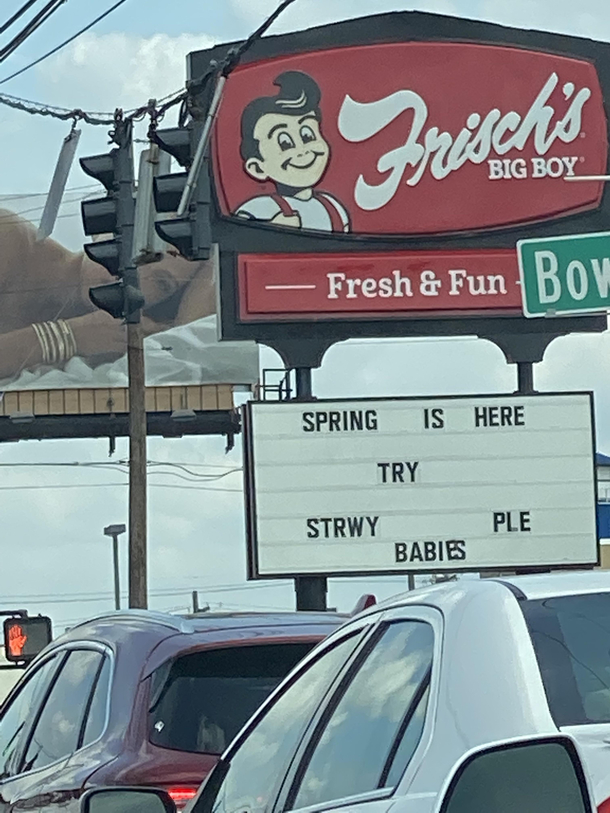 Frisch's
BIG BOY
Fresh & Fun
Bow
SPRING IS HERE
TRY
STRWY PLE
BABIES